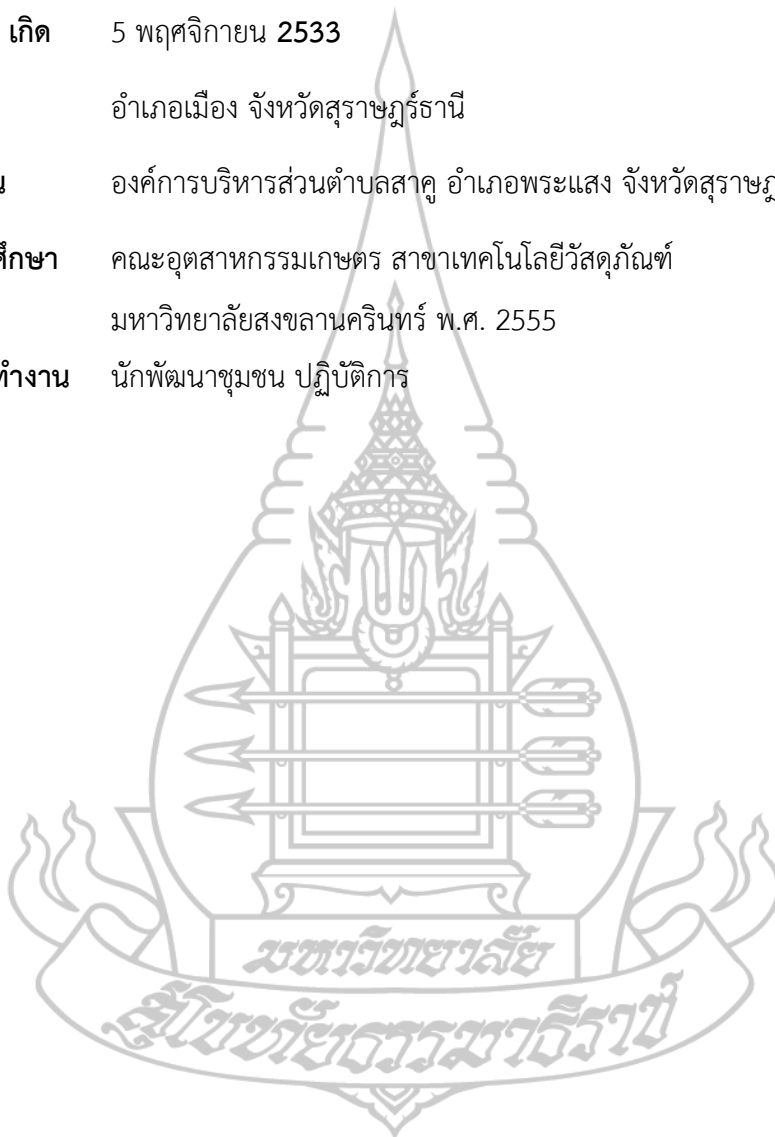 เกิด 5 พฤศจิกายน 2533
อำเภอเมือง จังหวัดสุราษฎร์ธานี
องค์การบริหารส่วนตำบลสาคู อำเภอพระแสง จังหวัดสุราษฎ
ศึกษา คณะอุตสาหกรรมเกษตร สาขาเทคโนโลยีวัสดุภัณฑ์
มหาวิทยาลัยสงขลานครินทร์ พ.ศ. 2555
ทำงาน นักพัฒนาชุมชน ปฏิบัติการ
มหาวิทยาลัย
สุโขทัยธรรมาธิราช